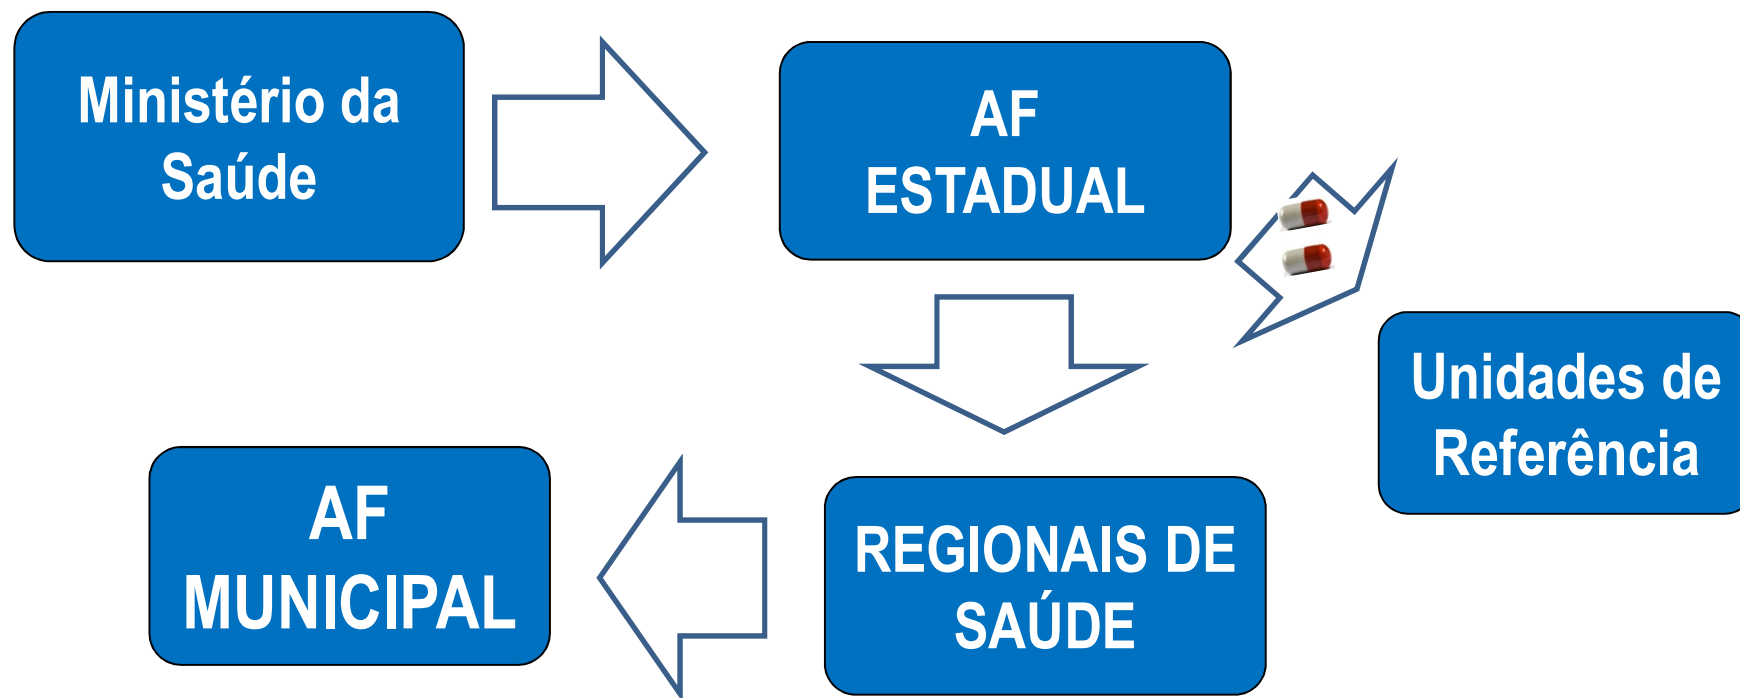 Ministério da
Saúde
AF
ESTADUAL
Unidades de
Referência
REGIONAIS DE
SAÚDE
AF
MUNICIPAL